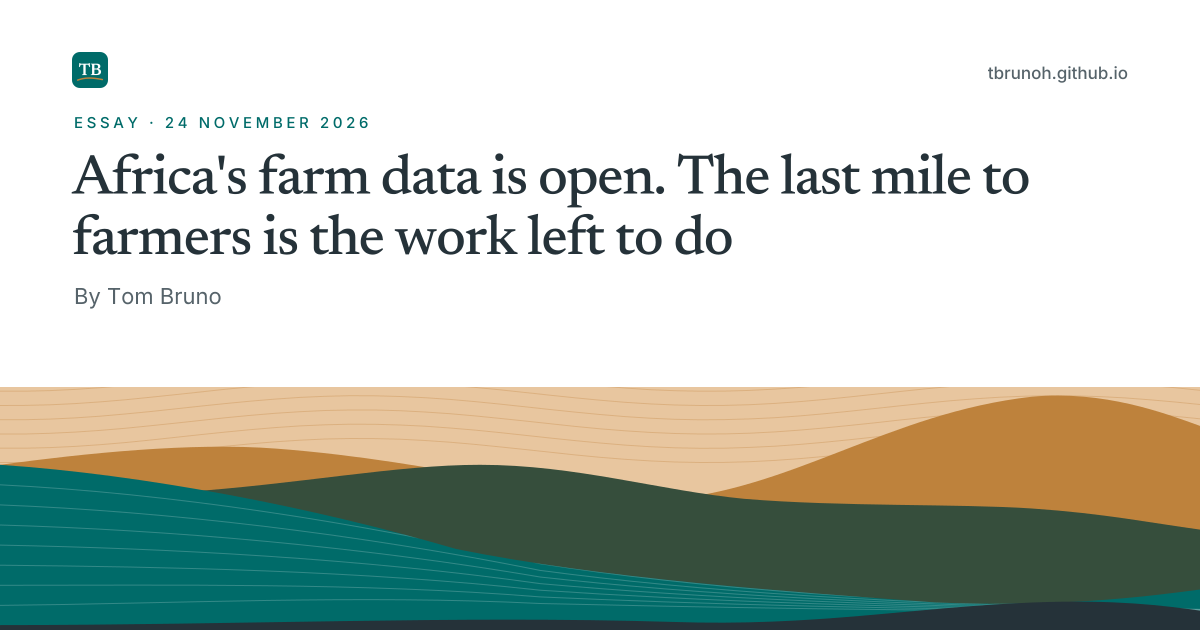 TB
tbrunoh.github.io
ESSAY · 24 NOVEMBER 2026
Africa's farm data is open. The last mile to
farmers is the work left to do
By Tom Bruno